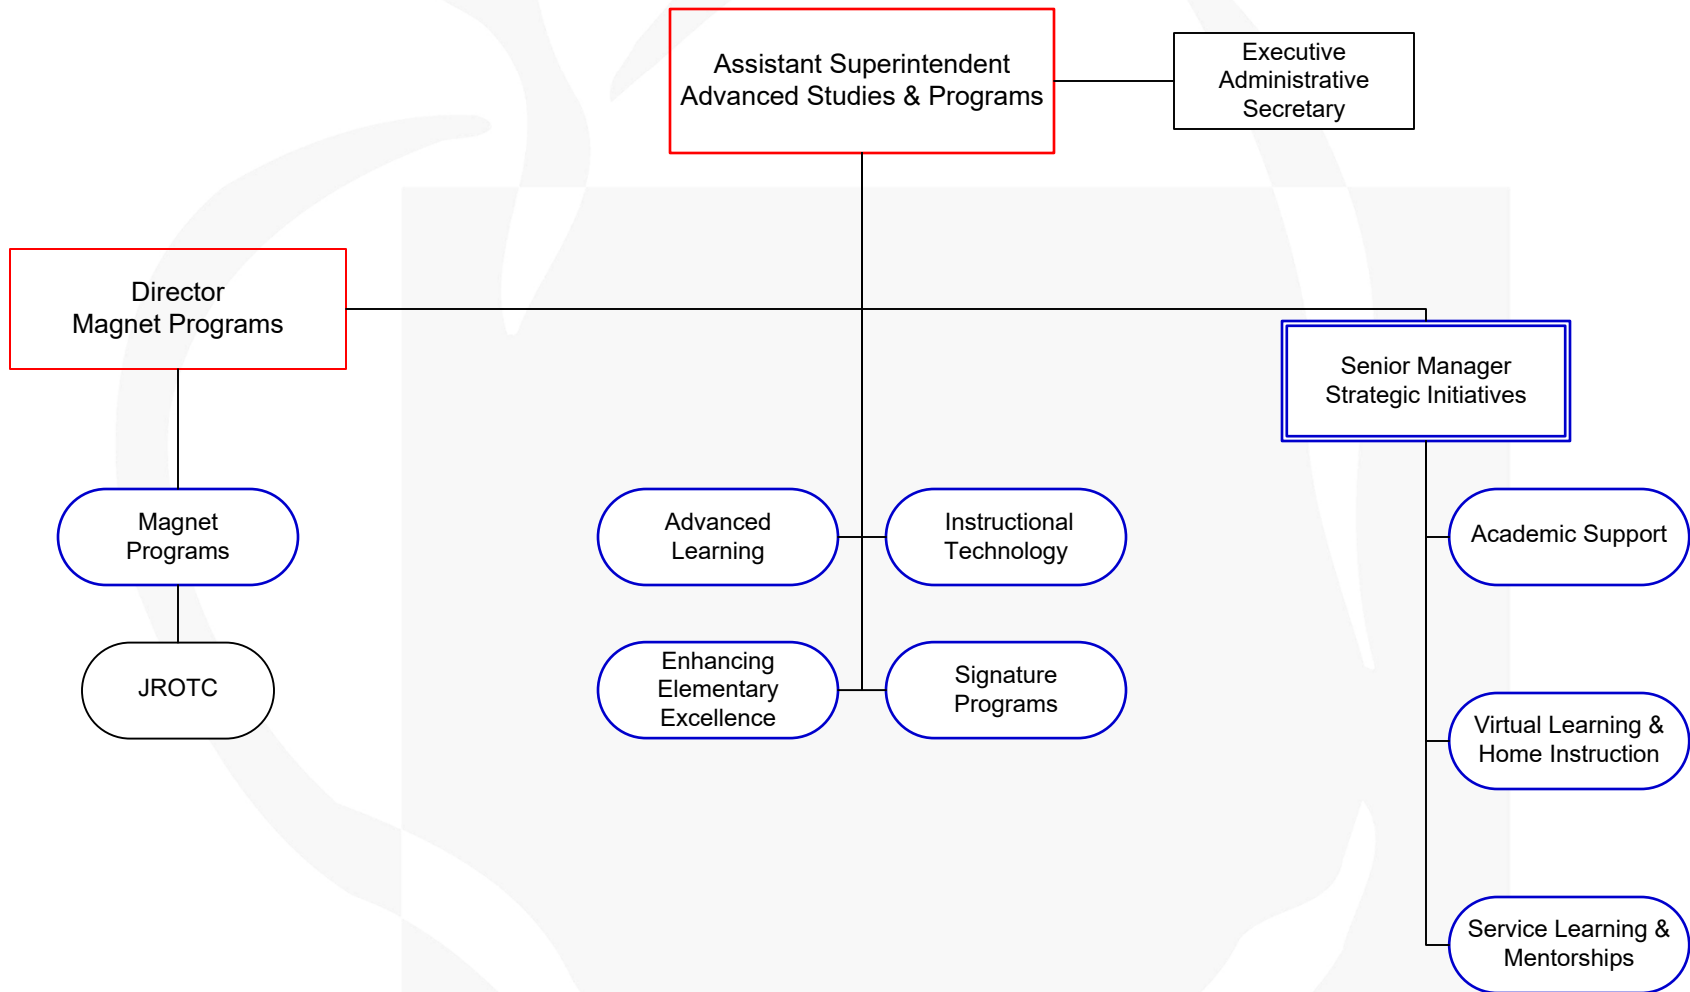 Assistant Superintendent
Advanced Studies & Programs
Executive
Administrative
Secretary
Director
Magnet Programs
Senior Manager
Strategic Initiatives
Magnet
Programs
JROTC
Advanced
Learning
Instructional
Technology
Enhancing
Elementary
Excellence
Signature
Programs
Academic Support
Virtual Learning &
Home Instruction
Service Learning &
Mentorships